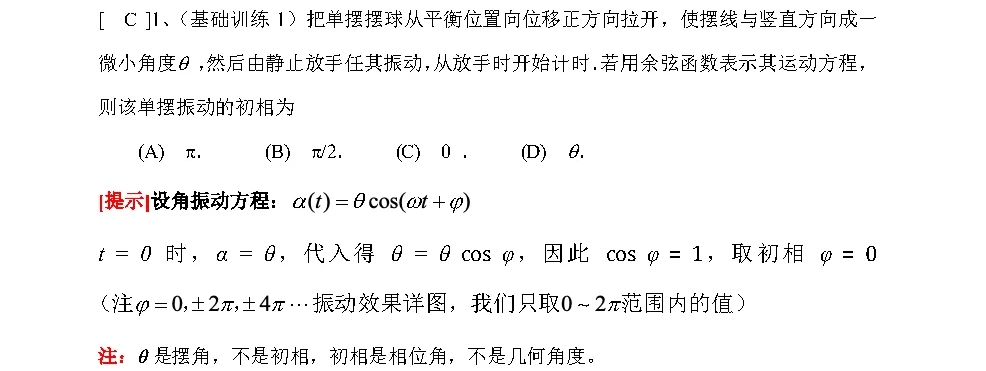 [ C ]1、（基础训练 1）把单摆摆球从平衡位置向位移正方向拉开，使摆线与竖直方向成一
微小角度θ ,然后由静止放手任其振动,从放手时开始计时.若用余弦函数表示其运动方程,
则该单摆振动的初相为
(A) π. (B) π/2. (C) 0 . (D) θ.
[提示]设角振动方程：α(t) = θcos(ωt + φ)
t = 0 时，α = θ，代入得 θ = θ cos φ，因此 cos φ = 1，取初相 φ = 0
（注φ = 0,± 2π,± 4π ⋯振动效果详图，我们只取0 ~ 2π范围内的值）
注：θ是摆角，不是初相，初相是相位角，不是几何角度。